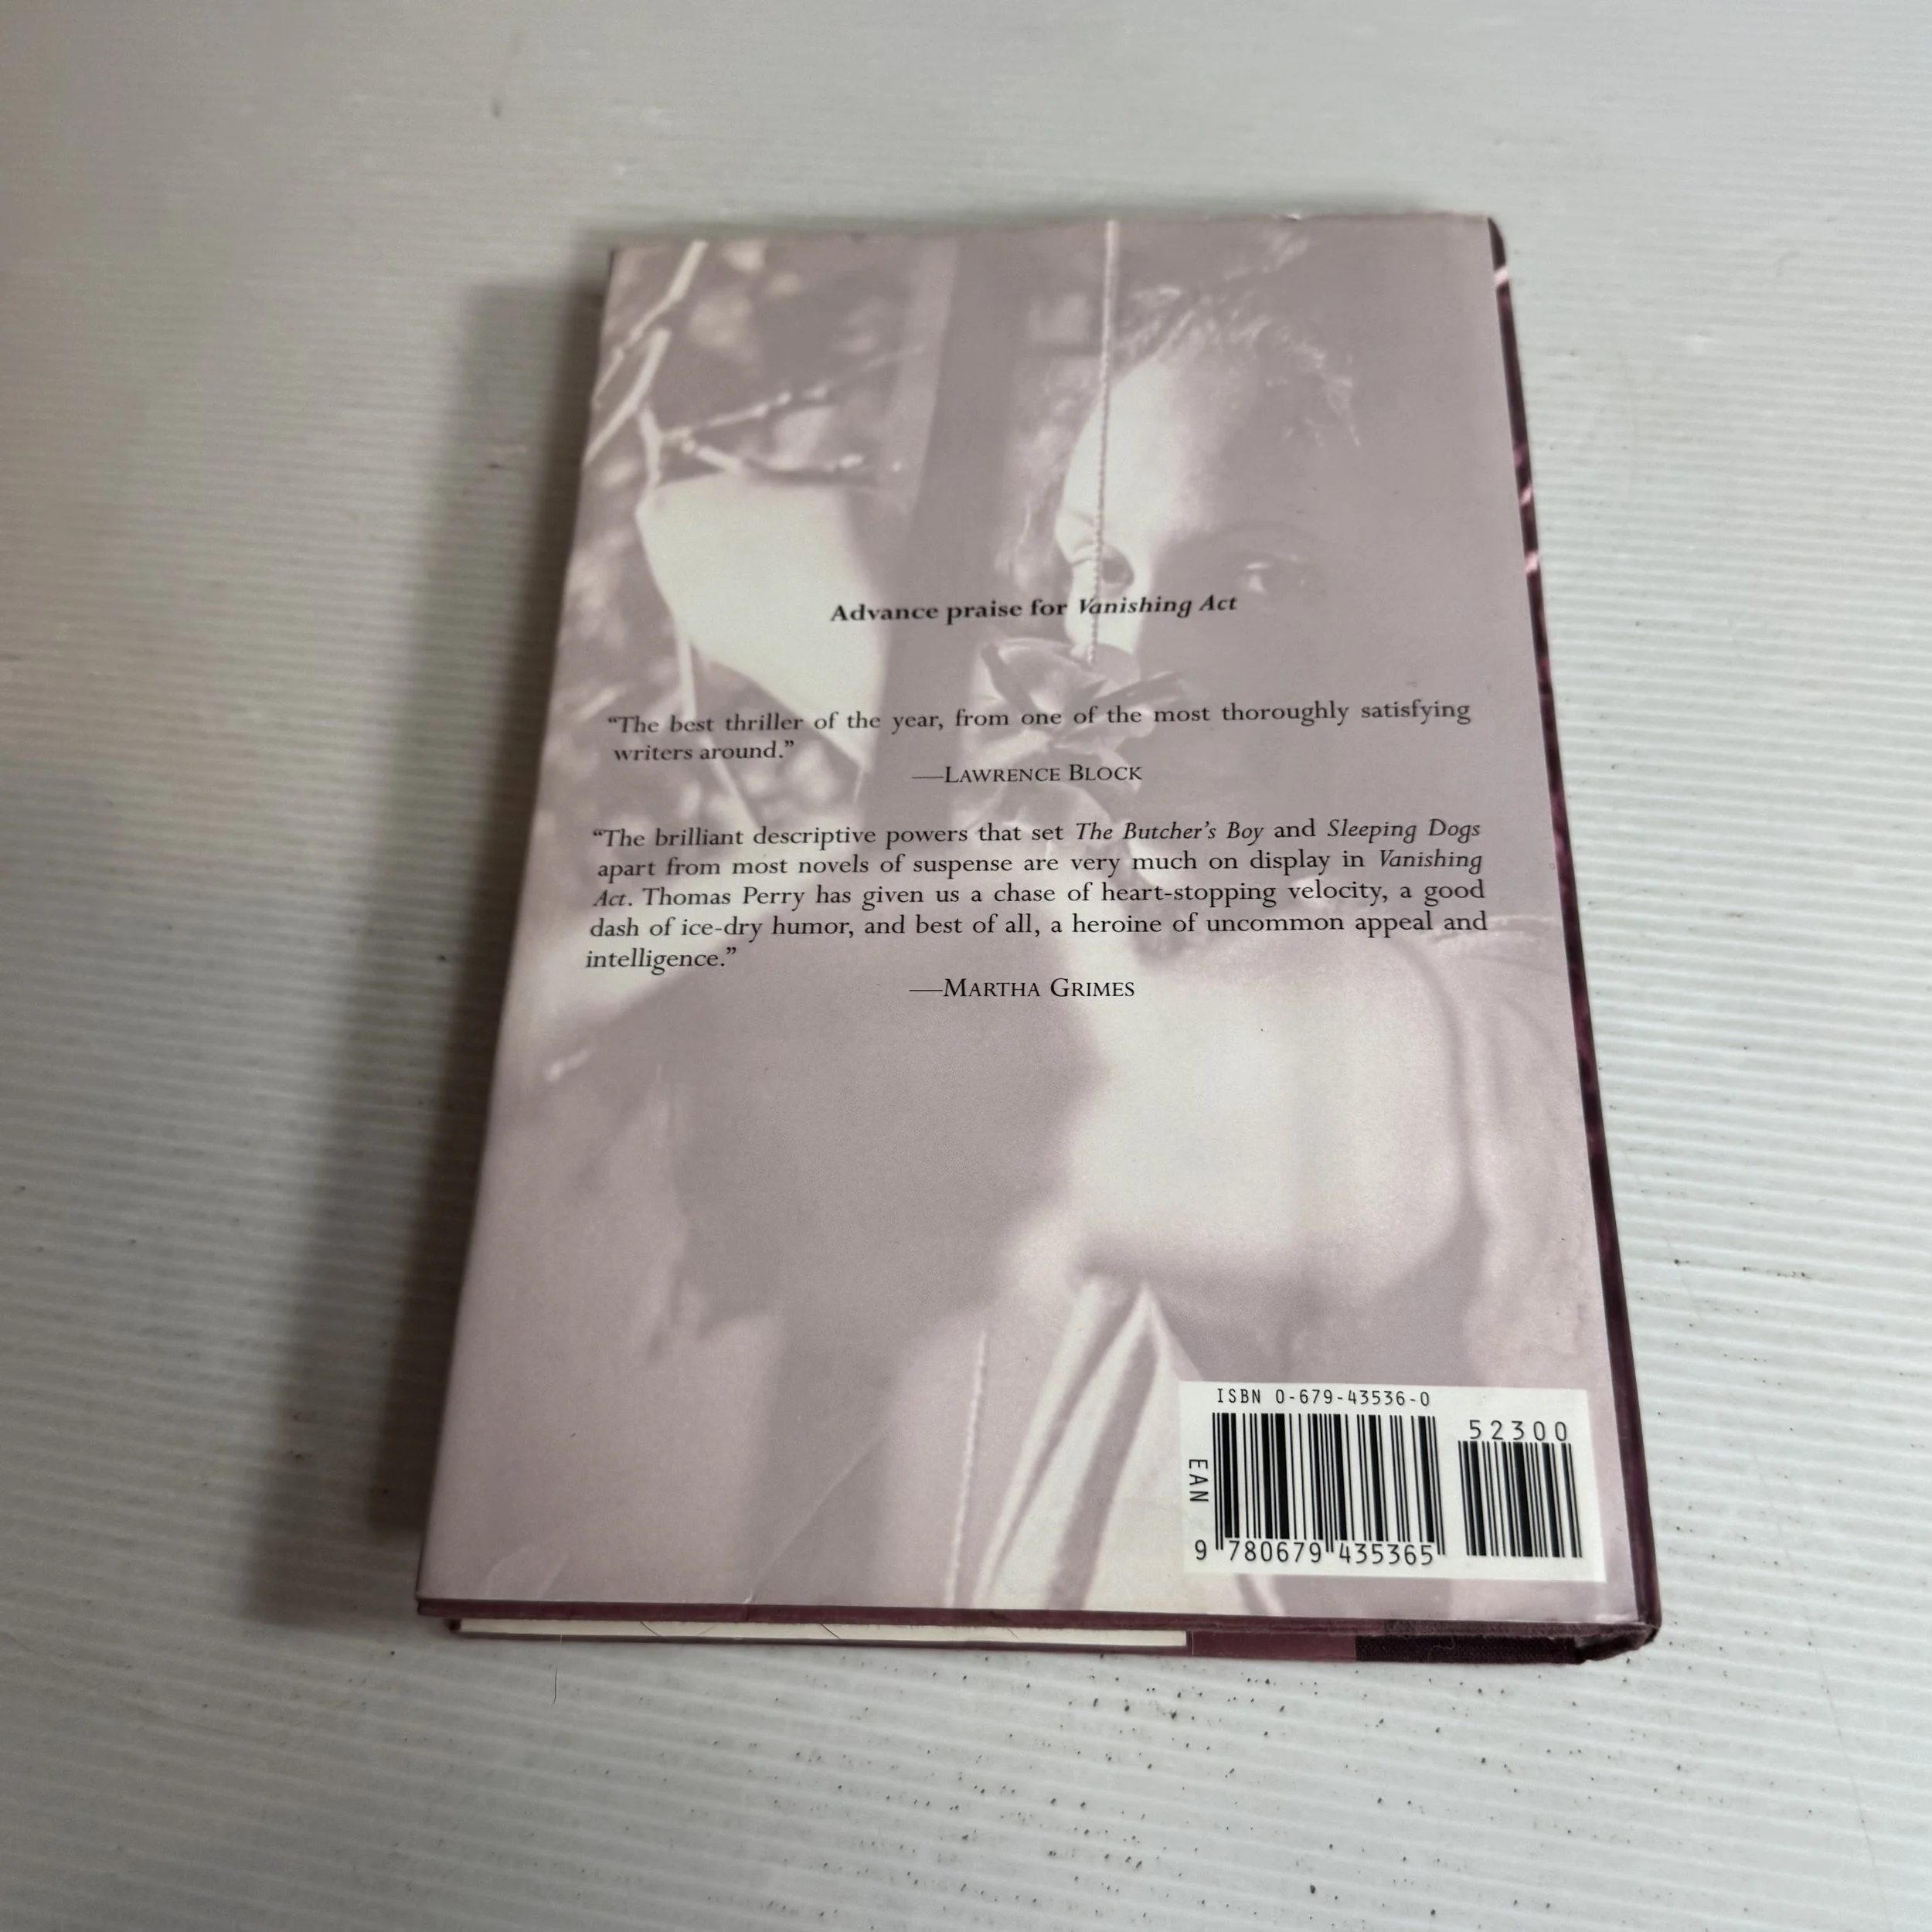 Advance praise for Vanishing Act
“The best thriller of the year, from one of the most thoroughly satisfying
writers around.”
—LAWRENCE BLOCK
“The brilliant descriptive powers that set The Butcher’s Boy and Sleeping Dogs
apart from most novels of suspense are very much on display in Vanishing
Act. Thomas Perry has given us a chase of heart-stopping velocity, a good
dash of ice-dry humor, and best of all, a heroine of uncommon appeal and
intelligence.”
—MARTHA GRIMES
ISBN 0-679-43536-0
52300
EAN
9 780679 435365